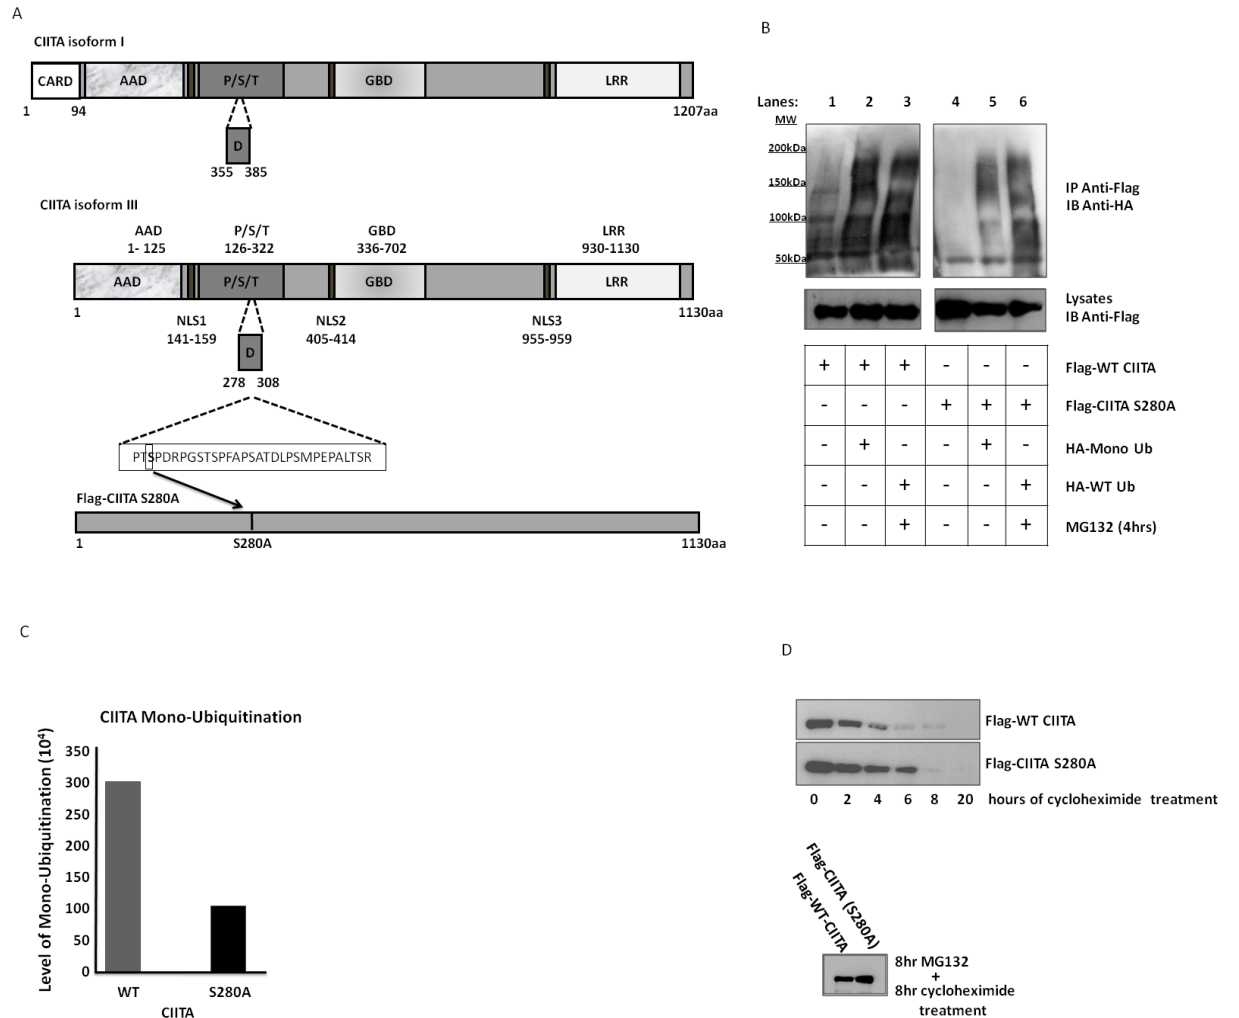 A
CIITA isoform I
CARD AAD P/S/T GBD LRR
1 94 1207aa
D
355 385
CIITA isoform III
AAD P/S/T GBD LRR
1- 125 126-322 336-702 930-1130
AAD P/S/T GBD LRR
1 1130aa
NLS1 NLS2 NLS3
141-159 405-414 955-959
D
278 308
PTSPDRPGSTSPFAPSATDLPSMPEPALTSR
Flag-CIITA S280A
1 S280A 1130aa
B
Lanes: 1 2 3 4 5 6
MW
200kDa
150kDa
100kDa
50kDa
IP Anti-Flag
IB Anti-HA
Lysates
IB Anti-Flag
+ + + - - - Flag-WT CIITA
- - - + + + Flag-CIITA S280A
- + - - + - HA-Mono Ub
- - + - - + HA-WT Ub
- - + - - + MG132 (4hrs)
C
CIITA Mono-Ubiquitination
Level of Mono-Ubiquitination (10⁴)
350
300
250
200
150
100
50
0
WT S280A
CIITA
D
Flag-WT CIITA
Flag-CIITA S280A
0 2 4 6 8 20 hours of cycloheximide treatment
Flag-CIITA (S280A)
Flag-WT-CIITA
8hr MG132
+
8hr cycloheximide
treatment